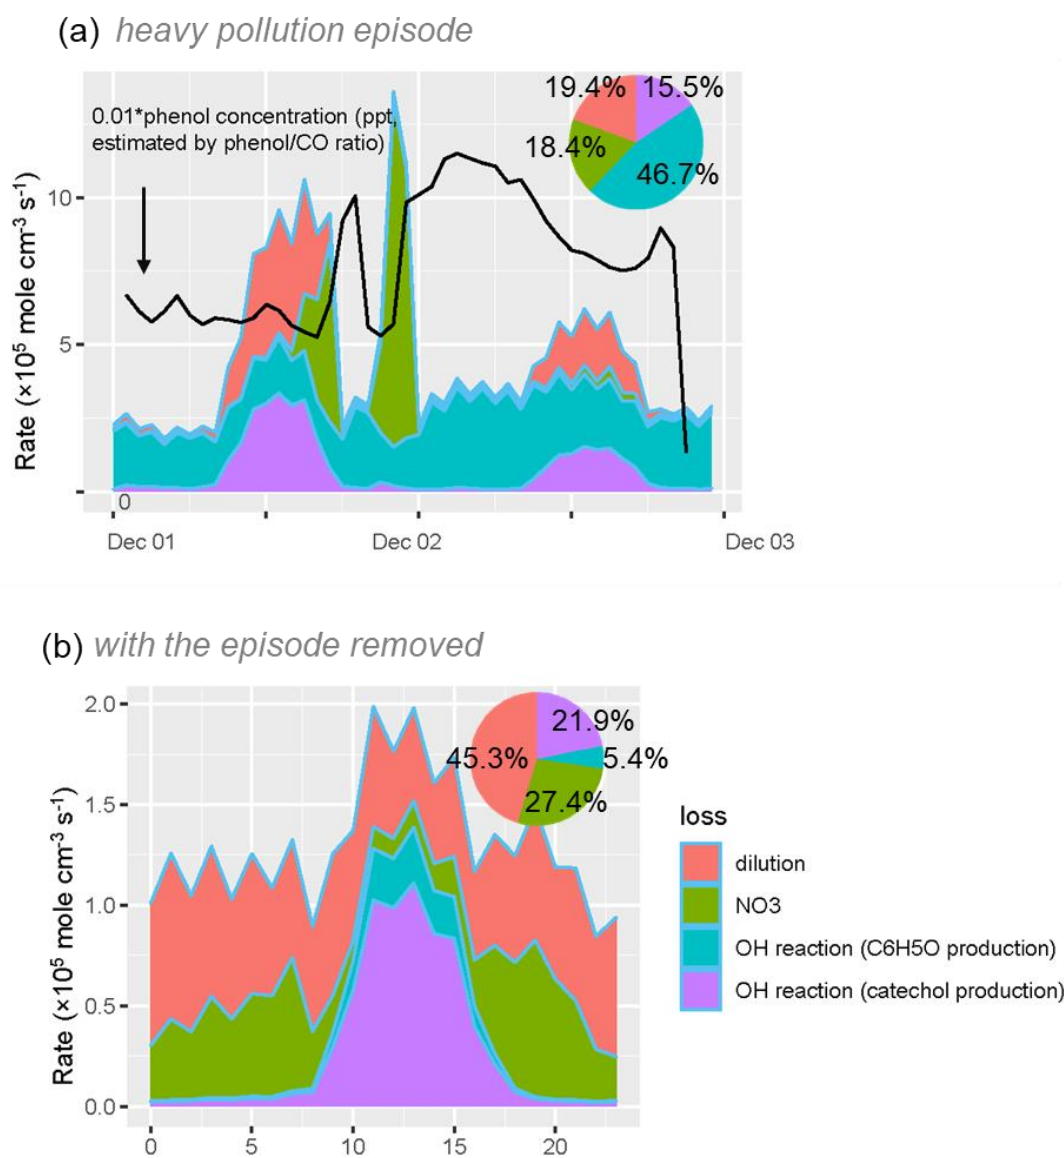 (a) heavy pollution episode
19.4% 15.5%
0.01*phenol concentration (ppt,
estimated by phenol/CO ratio)
18.4%
46.7%
10
5
0
Rate (×10⁵ mole cm⁻³ s⁻¹)
Dec 01 Dec 02 Dec 03
(b) with the episode removed
2.0
21.9%
45.3% 5.4%
27.4%
1.5
1.0
0.5
0.0
Rate (×10⁵ mole cm⁻³ s⁻¹)
0 5 10 15 20
loss
dilution
NO3
OH reaction (C6H5O production)
OH reaction (catechol production)